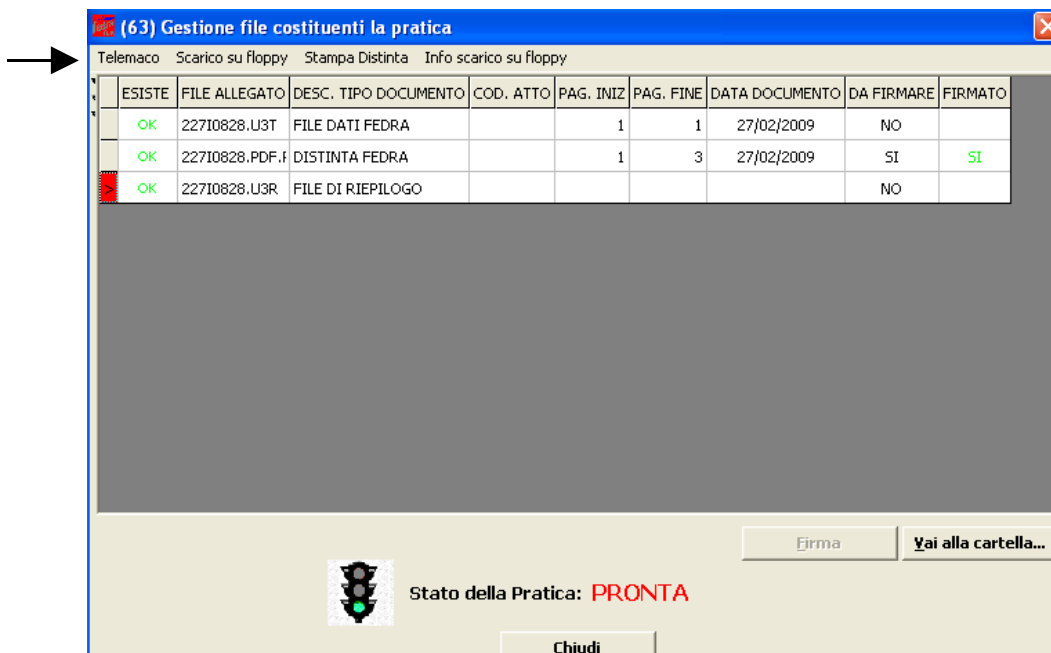 (63) Gestione file costituenti la pratica
Telemaco Scarico su floppy Stampa Distinta Info scarico su floppy
ESISTE FILE ALLEGATO DESC. TIPO DOCUMENTO COD. ATTO PAG. INIZ PAG. FINE DATA DOCUMENTO DA FIRMARE FIRMATO
OK 227I0828.U3T FILE DATI FEDRA 1 1 27/02/2009 NO
OK 227I0828.PDF. DISTINTA FEDRA 1 3 27/02/2009 SI SI
> OK 227I0828.U3R FILE DI RIEPILOGO NO
Firma Vai alla cartella...
Stato della Pratica: PRONTA
Chiudi